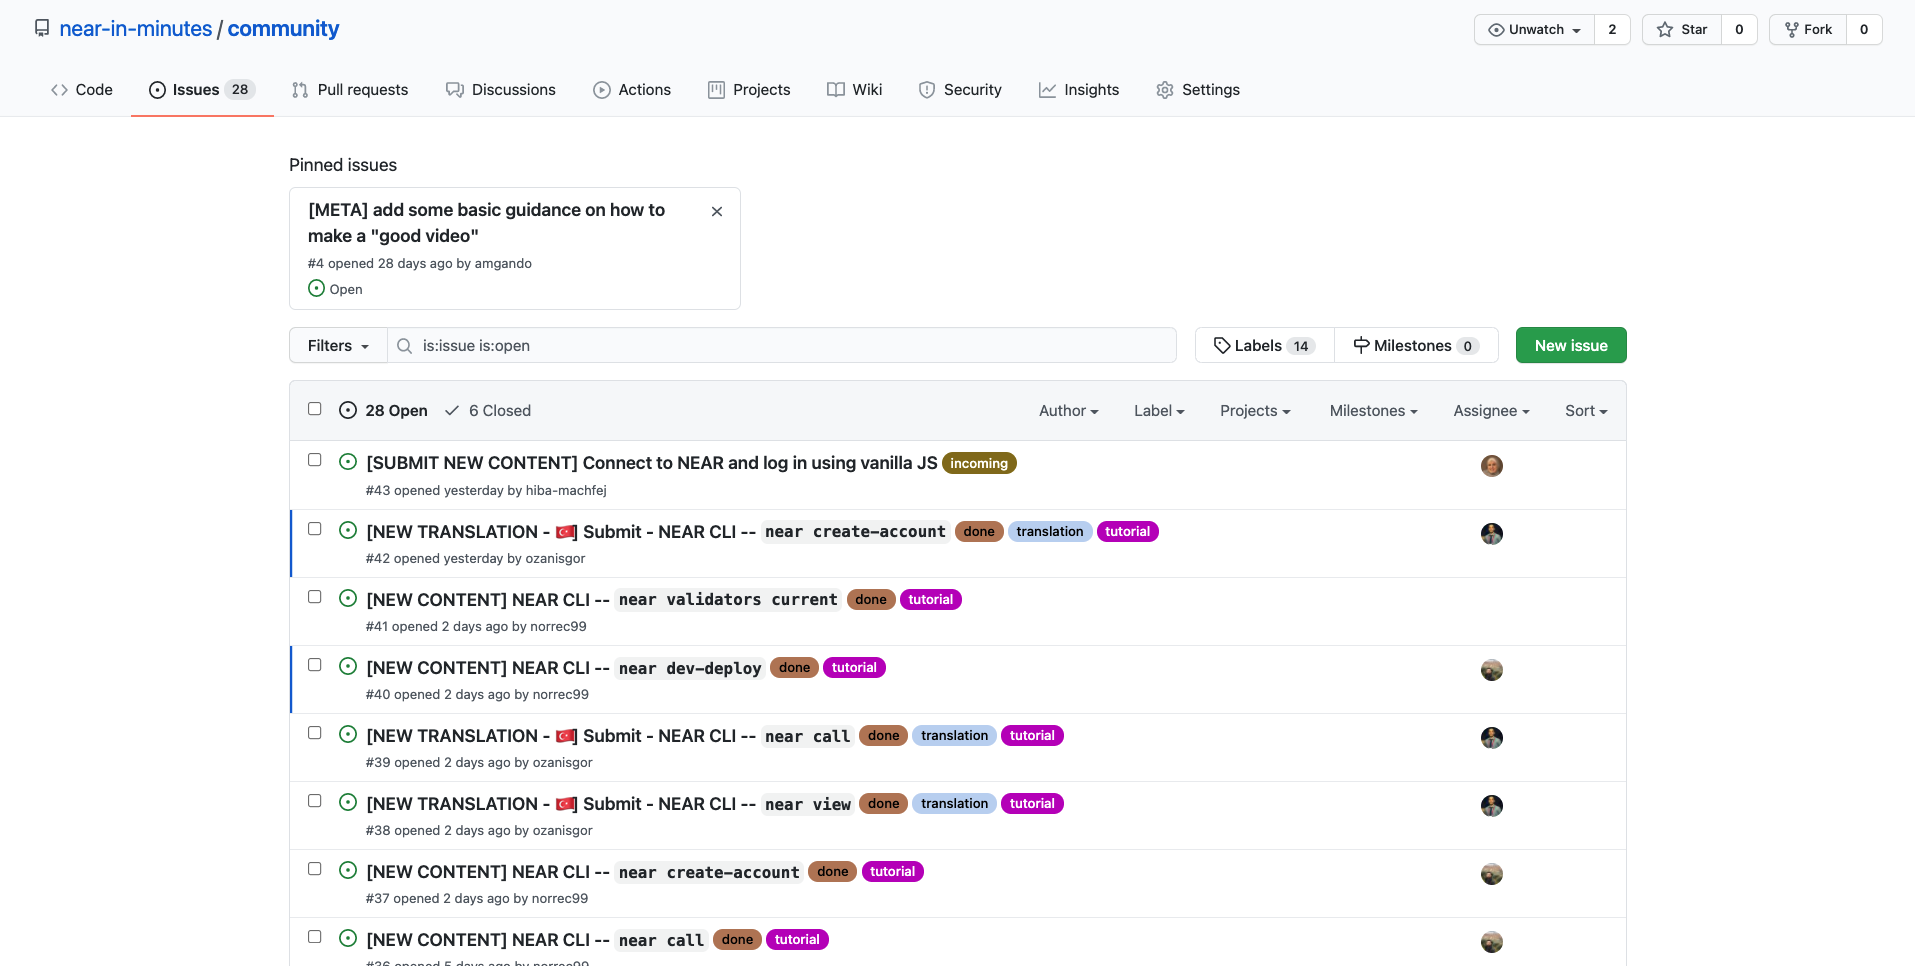 near-in-minutes / community
Unwatch 2 Star 0 Fork 0
Code Issues 28 Pull requests Discussions Actions Projects Wiki Security Insights Settings
Pinned issues
[META] add some basic guidance on how to
make a "good video"
#4 opened 28 days ago by amgando
Open
Filters is:issue is:open Labels 14 Milestones 0 New issue
28 Open 6 Closed Author Label Projects Milestones Assignee Sort
[SUBMIT NEW CONTENT] Connect to NEAR and log in using vanilla JS incoming
#43 opened yesterday by hiba-machfej
[NEW TRANSLATION - 🇹🇷] Submit - NEAR CLI -- near create-account done translation tutorial
#42 opened yesterday by ozanisgor
[NEW CONTENT] NEAR CLI -- near validators current done tutorial
#41 opened 2 days ago by norrec99
[NEW CONTENT] NEAR CLI -- near dev-deploy done tutorial
#40 opened 2 days ago by norrec99
[NEW TRANSLATION - 🇹🇷] Submit - NEAR CLI -- near call done translation tutorial
#39 opened 2 days ago by ozanisgor
[NEW TRANSLATION - 🇹🇷] Submit - NEAR CLI -- near view done translation tutorial
#38 opened 2 days ago by ozanisgor
[NEW CONTENT] NEAR CLI -- near create-account done tutorial
#37 opened 2 days ago by norrec99
[NEW CONTENT] NEAR CLI -- near call done tutorial
#36 opened 5 days ago by norrec99